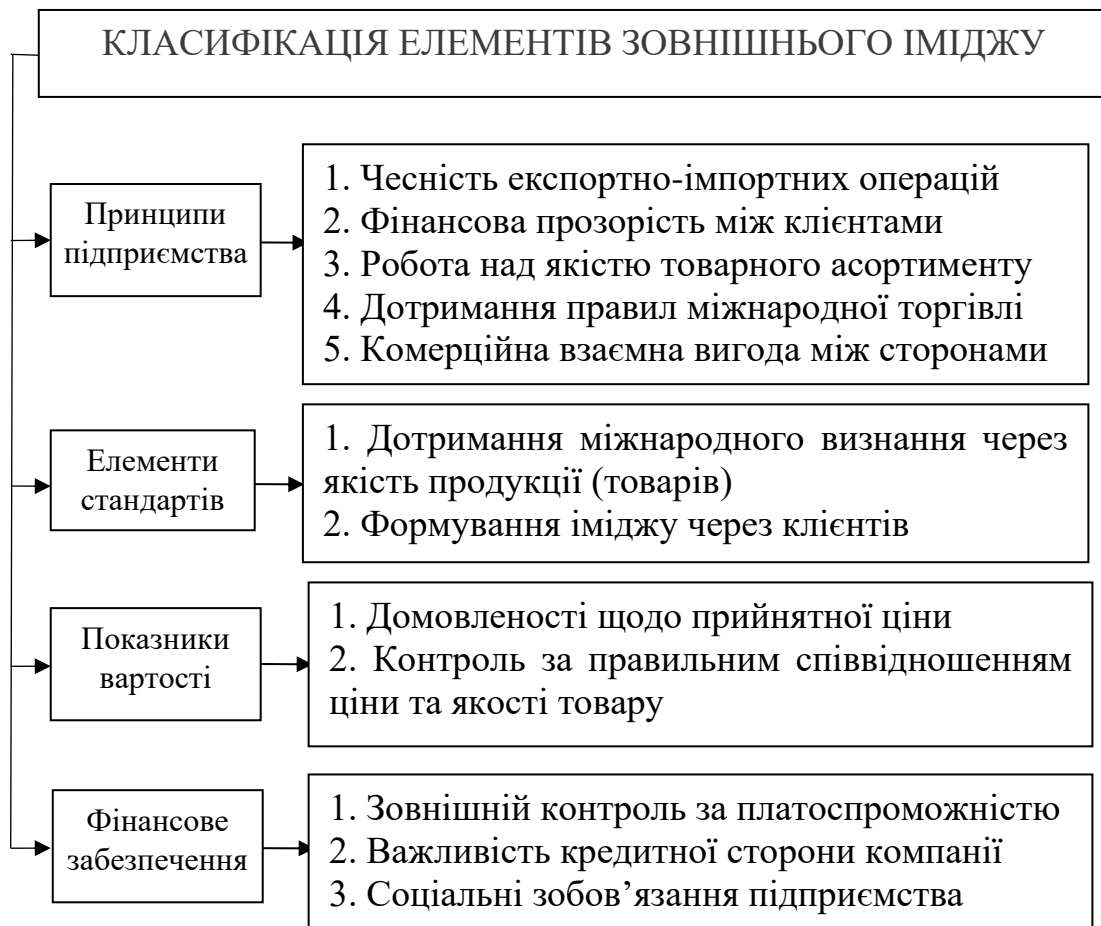 КЛАСИФІКАЦІЯ ЕЛЕМЕНТІВ ЗОВНІШНЬОГО ІМІДЖУ
Принципи
підприємства
1. Чесність експортно-імпортних операцій
2. Фінансова прозорість між клієнтами
3. Робота над якістю товарного асортименту
4. Дотримання правил міжнародної торгівлі
5. Комерційна взаємна вигода між сторонами
Елементи
стандартів
1. Дотримання міжнародного визнання через
якість продукції (товарів)
2. Формування іміджу через клієнтів
Показники
вартості
1. Домовленості щодо прийнятної ціни
2. Контроль за правильним співвідношенням
ціни та якості товару
Фінансове
забезпечення
1. Зовнішній контроль за платоспроможністю
2. Важливість кредитної сторони компанії
3. Соціальні зобов’язання підприємства